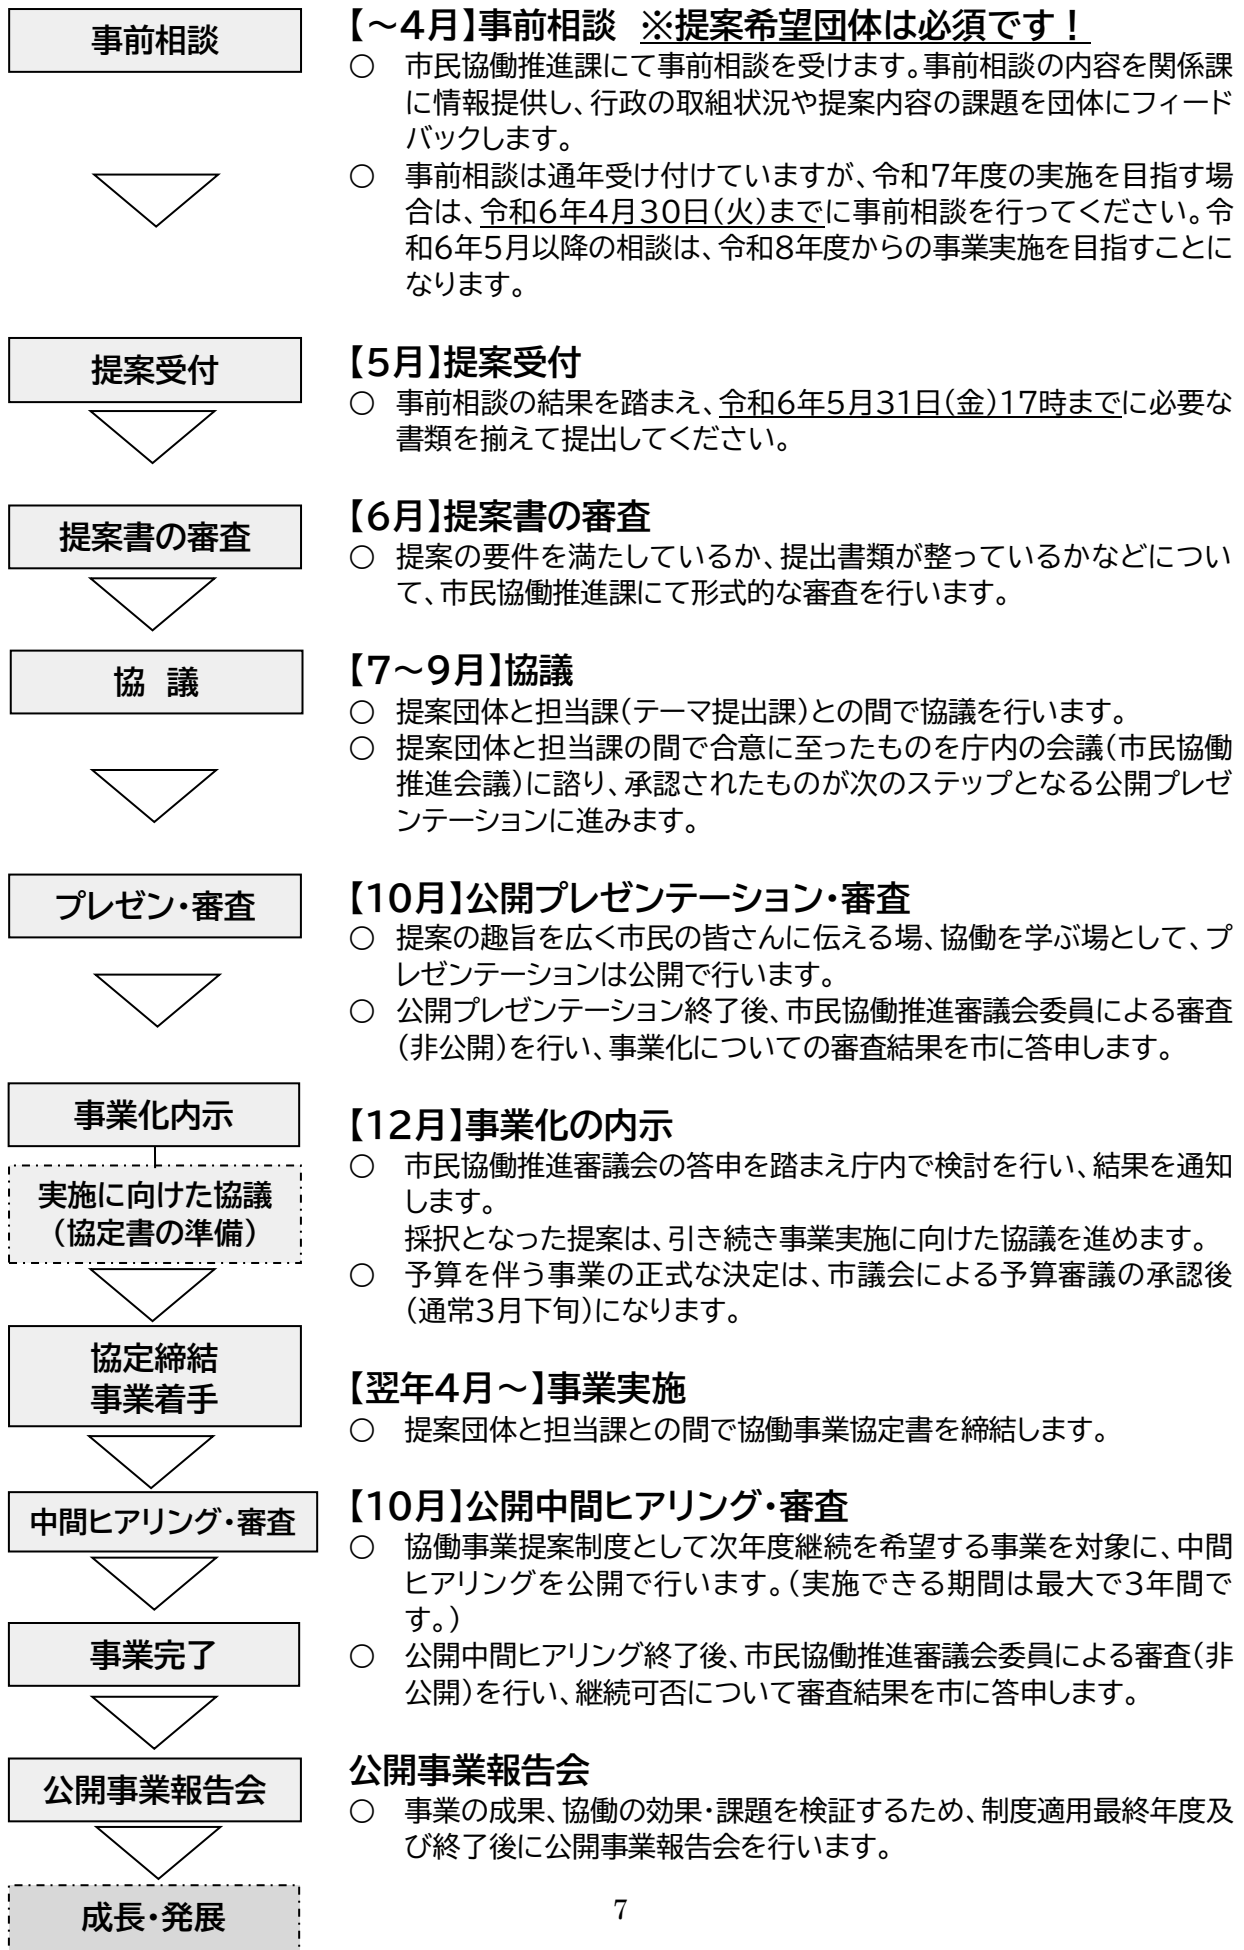 事前相談
【～4月】事前相談 ※提案希望団体は必須です！
○ 市民協働推進課にて事前相談を受けます。事前相談の内容を関係課
に情報提供し、行政の取組状況や提案内容の課題を団体にフィード
バックします。
○ 事前相談は通年受け付けていますが、令和7年度の実施を目指す場
合は、令和6年4月30日(火)までに事前相談を行ってください。令
和6年5月以降の相談は、令和8年度からの事業実施を目指すことに
なります。
提案受付
【5月】提案受付
○ 事前相談の結果を踏まえ、令和6年5月31日(金)17時までに必要な
書類を揃えて提出してください。
提案書の審査
【6月】提案書の審査
○ 提案の要件を満たしているか、提出書類が整っているかなどについ
て、市民協働推進課にて形式的な審査を行います。
協 議
【7～9月】協議
○ 提案団体と担当課(テーマ提出課)との間で協議を行います。
○ 提案団体と担当課の間で合意に至ったものを庁内の会議(市民協働
推進会議)に諮り、承認されたものが次のステップとなる公開プレゼ
ンテーションに進みます。
プレゼン・審査
【10月】公開プレゼンテーション・審査
○ 提案の趣旨を広く市民の皆さんに伝える場、協働を学ぶ場として、プ
レゼンテーションは公開で行います。
○ 公開プレゼンテーション終了後、市民協働推進審議会委員による審査
(非公開)を行い、事業化についての審査結果を市に答申します。
事業化内示
実施に向けた協議
(協定書の準備)
【12月】事業化の内示
○ 市民協働推進審議会の答申を踏まえ庁内で検討を行い、結果を通知
します。
採択となった提案は、引き続き事業実施に向けた協議を進めます。
○ 予算を伴う事業の正式な決定は、市議会による予算審議の承認後
(通常3月下旬)になります。
協定締結
事業着手
【翌年4月～】事業実施
○ 提案団体と担当課との間で協働事業協定書を締結します。
中間ヒアリング・審査
【10月】公開中間ヒアリング・審査
○ 協働事業提案制度として次年度継続を希望する事業を対象に、中間
ヒアリングを公開で行います。(実施できる期間は最大で3年間で
す。)
○ 公開中間ヒアリング終了後、市民協働推進審議会委員による審査(非
公開)を行い、継続可否について審査結果を市に答申します。
事業完了
公開事業報告会
公開事業報告会
○ 事業の成果、協働の効果・課題を検証するため、制度適用最終年度及
び終了後に公開事業報告会を行います。
成長・発展
7